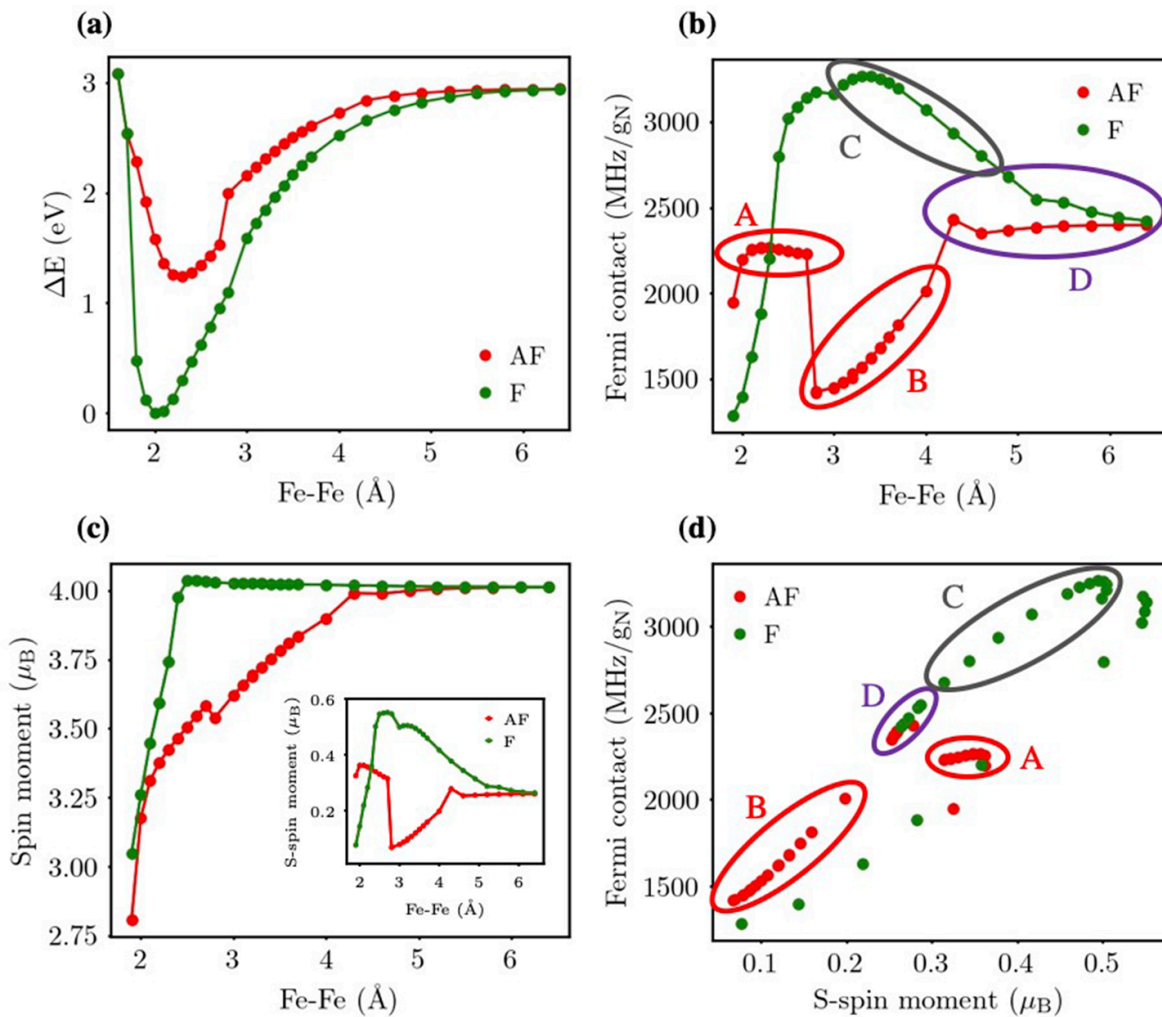 (a)
3
2
1
0
ΔE (eV)
AF
F
2 3 4 5 6
Fe-Fe (Å)
(b)
3000
2500
2000
1500
Fermi contact (MHz/gN)
AF
F
A
B
C
D
2 3 4 5 6
Fe-Fe (Å)
(c)
4.00
3.75
3.50
3.25
3.00
2.75
Spin moment (μB)
AF
F
0.6
0.4
0.2
S-spin moment (μB)
2 3 4 5 6
Fe-Fe (Å)
2 3 4 5 6
Fe-Fe (Å)
AF
F
(d)
3000
2500
2000
1500
Fermi contact (MHz/gN)
AF
F
C
D
A
B
0.1 0.2 0.3 0.4 0.5
S-spin moment (μB)